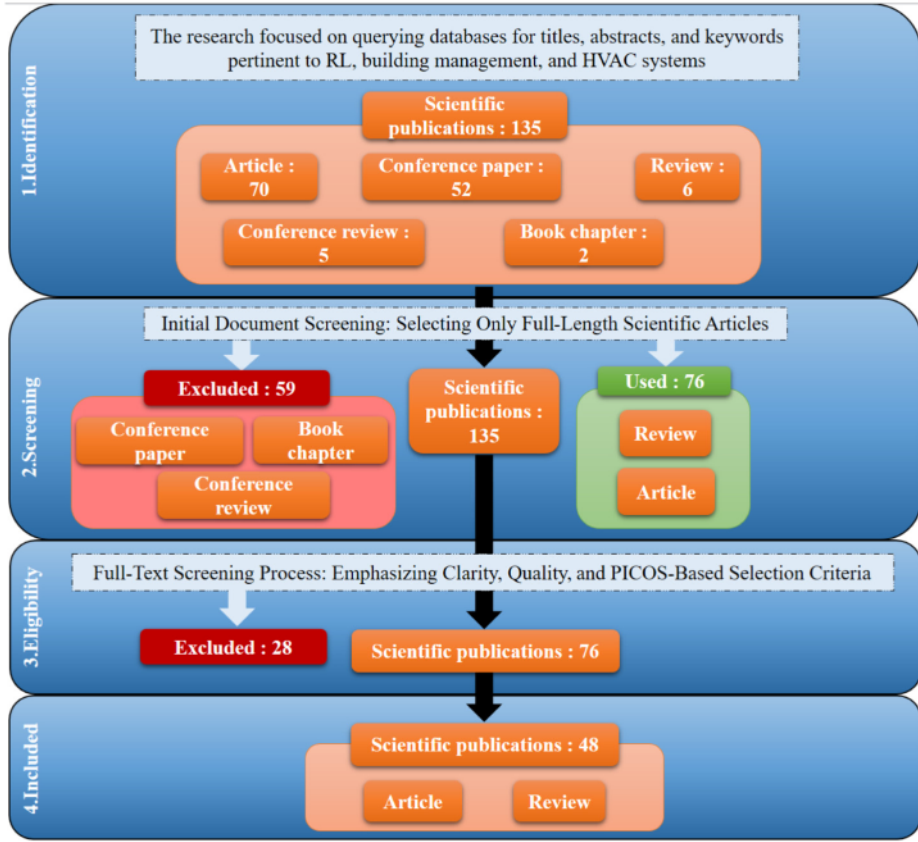 1.Identification
The research focused on querying databases for titles, abstracts, and keywords
pertinent to RL, building management, and HVAC systems
Scientific
publications : 135
Article :
70
Conference paper :
52
Review :
6
Conference review :
5
Book chapter :
2
2.Screening
Initial Document Screening: Selecting Only Full-Length Scientific Articles
Excluded : 59
Conference
paper
Book
chapter
Conference
review
Scientific
publications :
135
Used : 76
Review
Article
3.Eligibility
Full-Text Screening Process: Emphasizing Clarity, Quality, and PICOS-Based Selection Criteria
Excluded : 28
Scientific publications : 76
4.Included
Scientific publications : 48
Article
Review